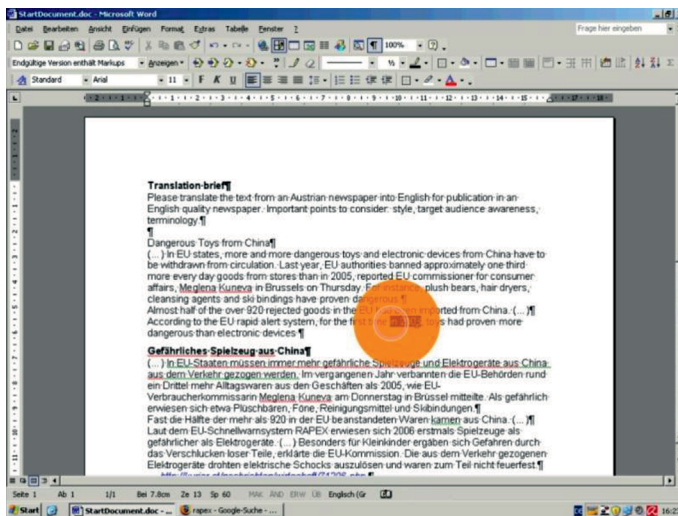 StartDocument.doc - Microsoft Word
Datei Bearbeiten Ansicht Einfügen Format Extras Tabelle Fenster ? Frage hier eingeben
100%
Endgültige Version enthält Markups Anzeigen
Standard Arial 11 F K U
Translation brief¶
Please translate the text from an Austrian newspaper into English for publication in an
English quality newspaper. Important points to consider: style, target audience awareness,
terminology.¶
¶
Dangerous Toys from China¶
(...) In EU states, more and more dangerous toys and electronic devices from China have to
be withdrawn from circulation. Last year, EU authorities banned approximately one third
more every day goods from stores than in 2005, reported EU commissioner for consumer
affairs, Meglena Kuneva in Brussels on Thursday. For instance, plush bears, hair dryers,
cleansing agents and ski bindings have proven dangerous.¶
Almost half of the over 920 rejected goods in the EU had been imported from China. (...)¶
According to the EU rapid alert system, for the first time toys had proven more
dangerous than electronic devices.¶
Gefährliches Spielzeug aus China¶
(...) In EU-Staaten müssen immer mehr gefährliche Spielzeuge und Elektrogeräte aus China
aus dem Verkehr gezogen werden. Im vergangenen Jahr verbannten die EU-Behörden rund
ein Drittel mehr Alltagswaren aus den Geschäften als 2005, wie EU-
Verbraucherkommissarin Meglena Kuneva am Donnerstag in Brüssel mitteilte. Als gefährlich
erwiesen sich etwa Plüschbären, Föne, Reinigungsmittel und Skibindungen.¶
Fast die Hälfte der mehr als 920 in der EU beanstandeten Waren kamen aus China. (...)¶
Laut dem EU-Schnellwarnsystem RAPEX erwiesen sich 2006 erstmals Spielzeuge als
gefährlicher als Elektrogeräte. (...) Besonders für Kleinkinder ergäben sich Gefahren durch
das Verschlucken loser Teile, erklärte die EU-Kommission. Die aus dem Verkehr gezogenen
Elektrogeräte drohten elektrische Schocks auszulösen und waren zum Teil nicht feuerfest.¶
Seite 1 Ab 1 1/1 Bei 7.8cm Ze 13 Sp 60 MAK ÄND ERW ÜB Englisch (Gr
Start StartDocument.doc - ... rapex - Google-Suche - ...